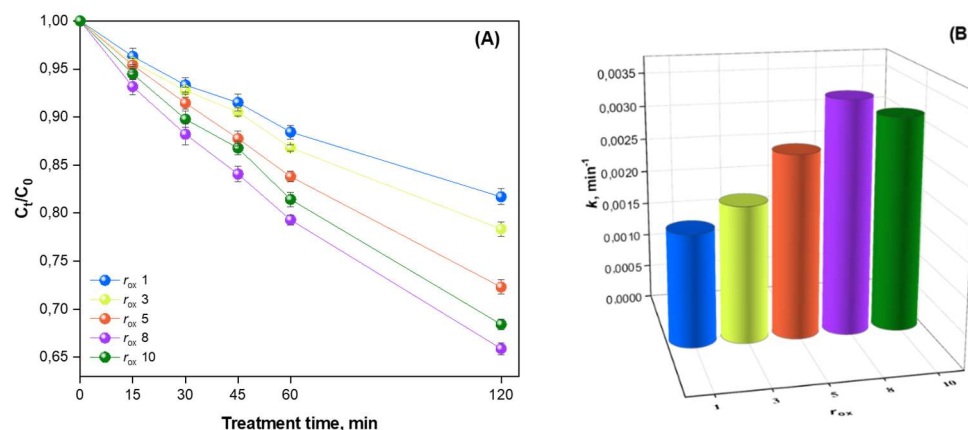 (A)
1,00
0,95
0,90
0,85
0,80
0,75
0,70
0,65
Ct/C0
rox 1
rox 3
rox 5
rox 8
rox 10
0 15 30 45 60 120
Treatment time, min
(B)
0,0035
0,0030
0,0025
0,0020
0,0015
0,0010
0,0005
0,0000
k, min-1
1 3 5 8 10
rox